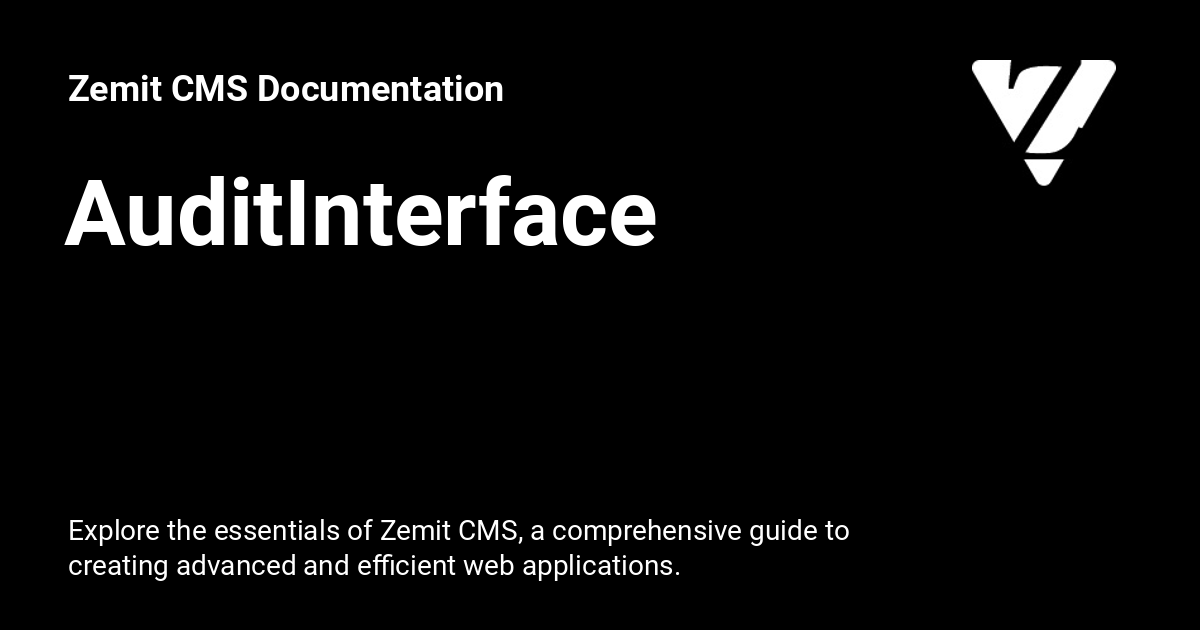 Zemit CMS Documentation
AuditInterface
Explore the essentials of Zemit CMS, a comprehensive guide to
creating advanced and efficient web applications.